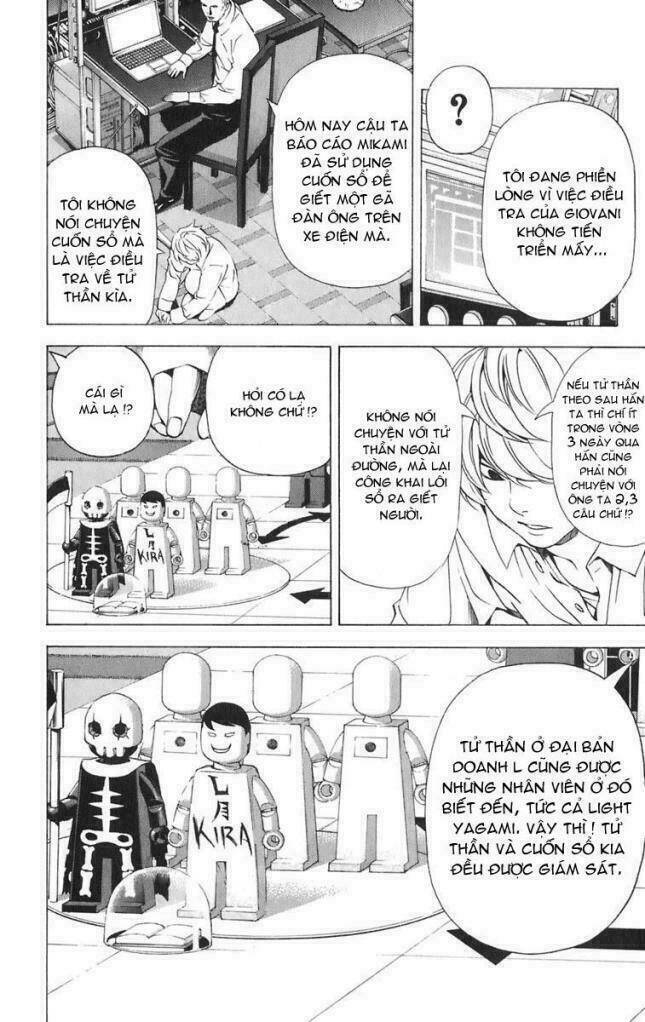 ?
TÔI ĐANG PHIỀN
LÒNG VÌ VIỆC ĐIỀU
TRA CỦA GIOVANI
KHÔNG TIẾN
TRIỂN MẤY...
HÔM NAY CẬU TA
BÁO CÁO MIKAMI
ĐÃ SỬ DỤNG
CUỐN SỔ ĐỂ
GIẾT MỘT GÃ
ĐÀN ÔNG TRÊN
XE ĐIỆN MÀ.
TÔI KHÔNG
NÓI CHUYỆN
CUỐN SỔ MÀ
LÀ VIỆC ĐIỀU
TRA VỀ TỬ
THẦN KÌA.
NẾU TỬ THẦN
THEO SAU HẮN
TA THÌ CHÍ ÍT
TRONG VÒNG
3 NGÀY QUA
HẮN CŨNG
PHẢI NÓI
CHUYỆN VỚI
ÔNG TA 2,3
CÂU CHỨ !?
KHÔNG NÓI
CHUYỆN VỚI TỬ
THẦN NGOÀI
ĐƯỜNG, MÀ LẠI
CÔNG KHAI LÔI
SỔ RA GIẾT
NGƯỜI.
HỎI CÓ LẠ
KHÔNG CHỨ !?
CÁI GÌ
MÀ LẠ !?
L
月
KIRA
TỬ THẦN Ở ĐẠI BẢN
DOANH L CŨNG ĐƯỢC
NHỮNG NHÂN VIÊN Ở ĐÓ
BIẾT ĐẾN, TỨC CẢ LIGHT
YAGAMI. VẬY THÌ ! TỬ
THẦN VÀ CUỐN SỔ KIA
ĐỀU ĐƯỢC GIÁM SÁT.
L
月
KIRA